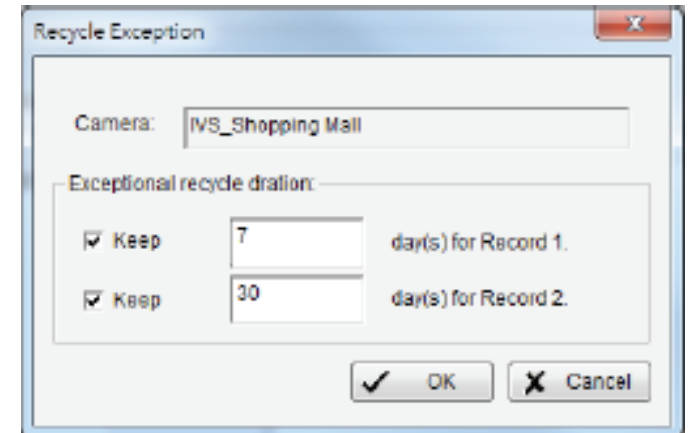 Recycle Exception
Camera: IVS_Shopping Mall
Exceptional recycle dration:
Keep 7 day(s) for Record 1.
Keep 30 day(s) for Record 2.
OK Cancel